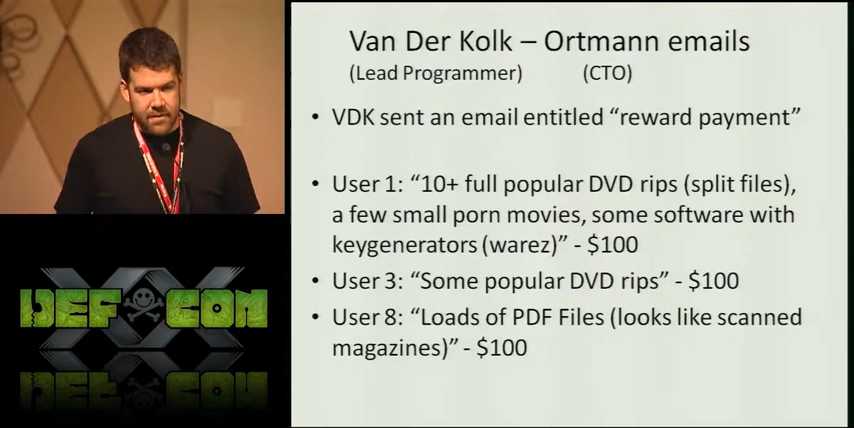 Van Der Kolk – Ortmann emails
(Lead Programmer) (CTO)
• VDK sent an email entitled “reward payment”
• User 1: “10+ full popular DVD rips (split files),
a few small porn movies, some software with
keygenerators (warez)” - $100
• User 3: “Some popular DVD rips” - $100
• User 8: “Loads of PDF Files (looks like scanned
magazines)” - $100
XX
DEF CON